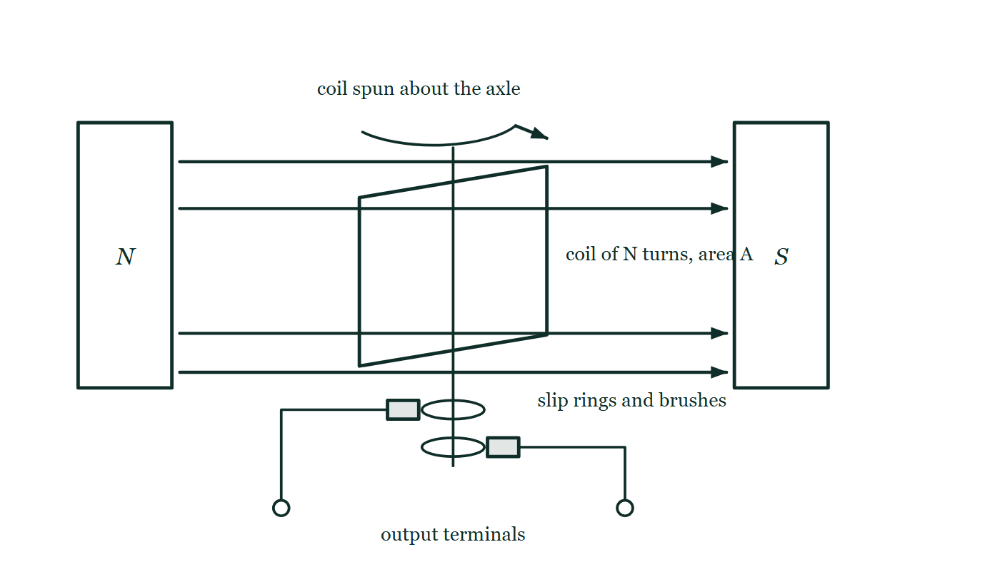 coil spun about the axle
N
coil of N turns, area A
S
slip rings and brushes
output terminals